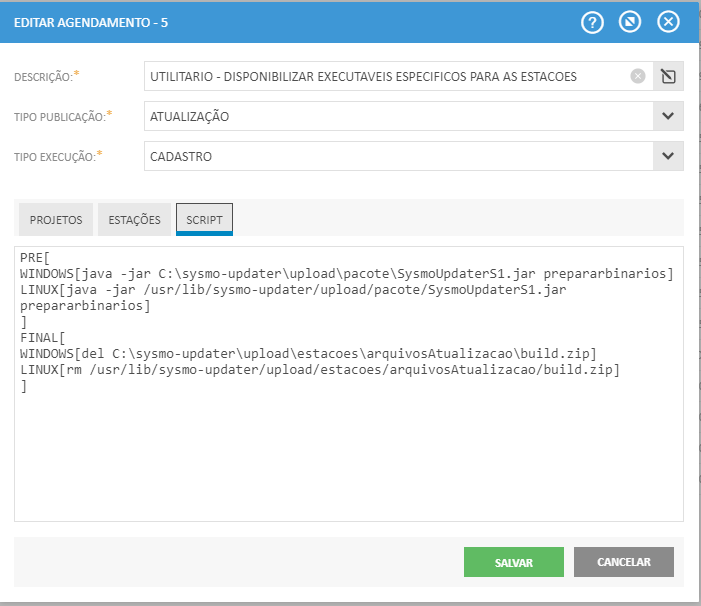 EDITAR AGENDAMENTO - 5
DESCRIÇÃO:* UTILITARIO - DISPONIBILIZAR EXECUTAVEIS ESPECIFICOS PARA AS ESTACOES
TIPO PUBLICAÇÃO:* ATUALIZAÇÃO
TIPO EXECUÇÃO:* CADASTRO
PROJETOS ESTAÇÕES SCRIPT
PRE[
WINDOWS[java -jar C:\sysmo-updater\upload\pacote\SysmoUpdaterS1.jar prepararbinarios]
LINUX[java -jar /usr/lib/sysmo-updater/upload/pacote/SysmoUpdaterS1.jar
prepararbinarios]
]
FINAL[
WINDOWS[del C:\sysmo-updater\upload\estacoes\arquivosAtualizacao\build.zip]
LINUX[rm /usr/lib/sysmo-updater/upload/estacoes/arquivosAtualizacao/build.zip]
]
SALVAR CANCELAR